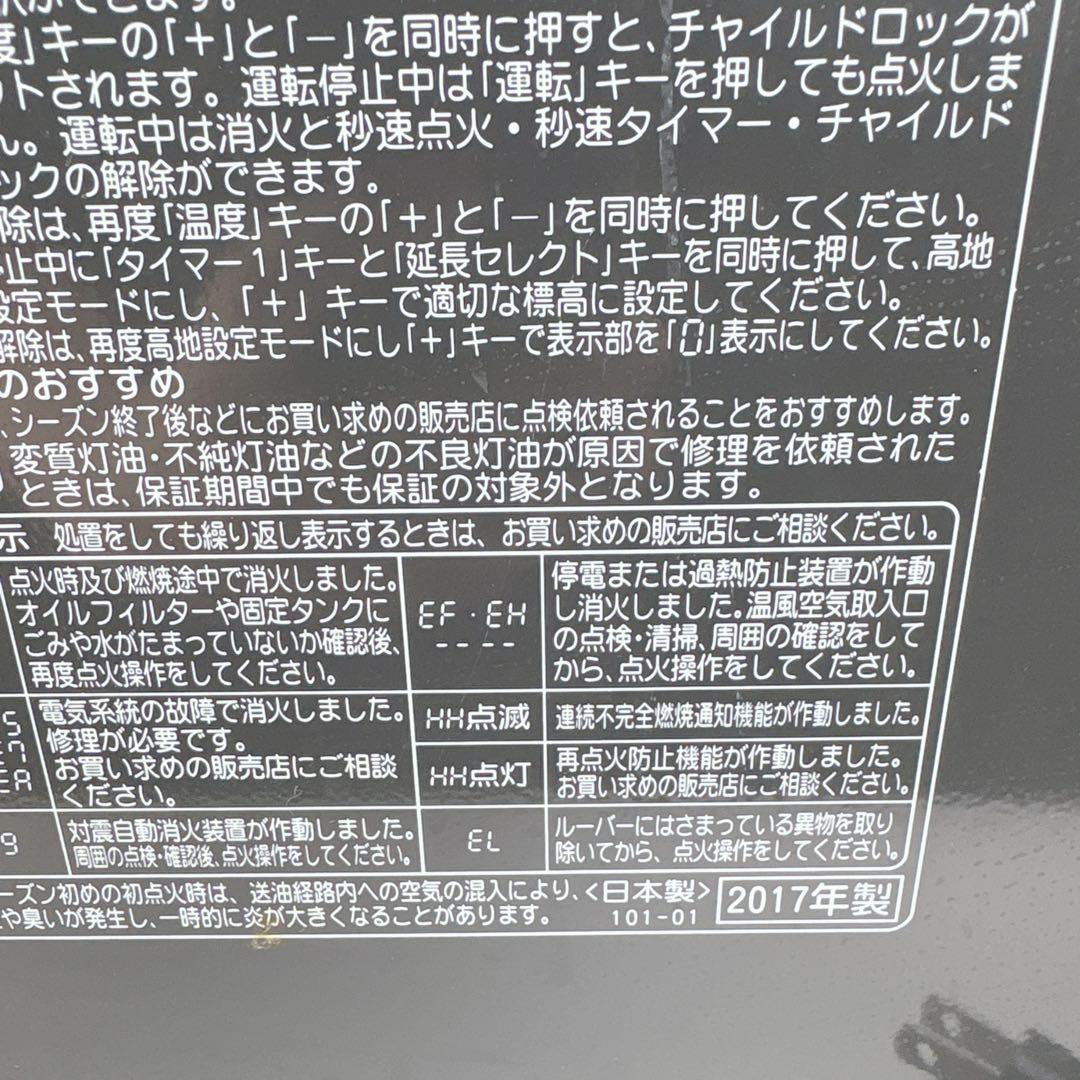 ができます。
度」キーの「＋」と「－」を同時に押すと、チャイルドロックが
ットされます。運転停止中は「運転」キーを押しても点火しま
ん。運転中は消火と秒速点火・秒速タイマー・チャイルド
ックの解除ができます。
除は、再度「温度」キーの「＋」と「－」を同時に押してください。
停止中に「タイマー1」キーと「延長セレクト」キーを同時に押して、高地
設定モードにし、「＋」キーで適切な標高に設定してください。
解除は、再度高地設定モードにし「＋」キーで表示部を「0」表示にしてください。
のおすすめ
、シーズン終了後などにお買い求めの販売店に点検依頼されることをおすすめします。
変質灯油・不純灯油などの不良灯油が原因で修理を依頼された
ときは、保証期間中でも保証の対象外となります。
示 処置をしても繰り返し表示するときは、お買い求めの販売店にご相談ください。
点火時及び燃焼途中で消火しました。
オイルフィルターや固定タンクに
ごみや水がたまっていないか確認後、
再度点火操作をしてください。
EF・EH
----
停電または過熱防止装置が作動
し消火しました。温風空気取入口
の点検・清掃、周囲の確認をして
から、点火操作をしてください。
電気系統の故障で消火しました。
修理が必要です。
お買い求めの販売店にご相談
ください。
HH点滅 連続不完全燃焼通知機能が作動しました。
HH点灯
再点火防止機能が作動しました。
お買い求めの販売店にご相談ください。
9
対震自動消火装置が作動しました。
周囲の点検・確認後、点火操作をしてください。
EL
ルーバーにはさまっている異物を取り
除いてから、点火操作をしてください。
ーズン初めの初点火時は、送油経路内への空気の混入により、
や臭いが発生し、一時的に炎が大きくなることがあります。
＜日本製＞
101-01
2017年製